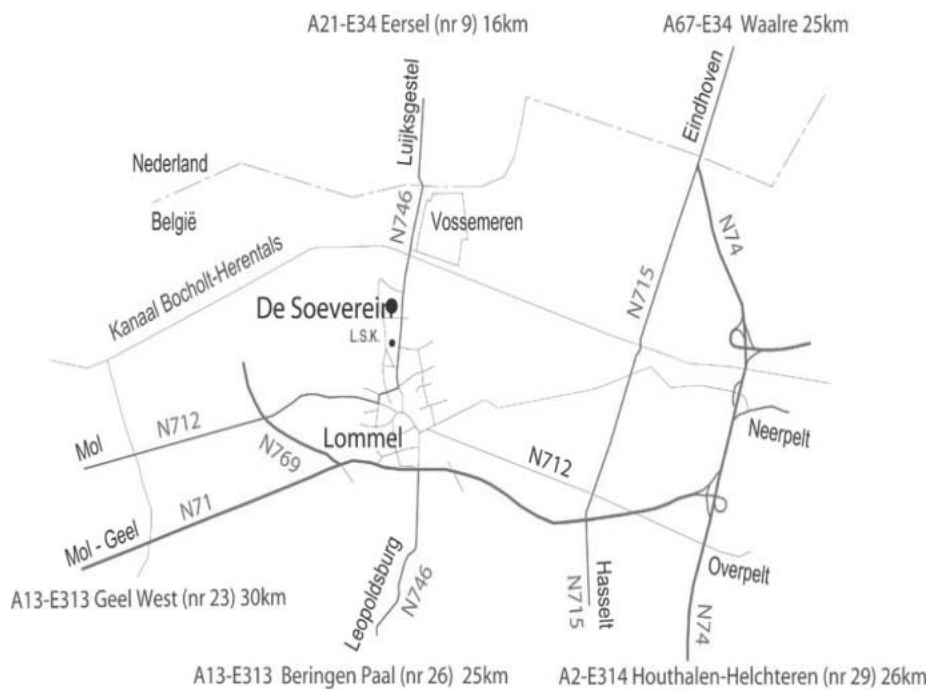 A21-E34 Eersel (nr 9) 16km
A67-E34 Waalre 25km
Luijksgestel
Eindhoven
Nederland
België
N746
Vossemeren
N74
Kanaal Bocholt-Herentals
N715
De Soeverein
L.S.K.
Mol
N712
Lommel
N769
N712
Neerpelt
Mol - Geel
N71
Overpelt
Leopoldsburg
N746
N715
Hasselt
N74
A13-E313 Geel West (nr 23) 30km
A13-E313 Beringen Paal (nr 26) 25km
A2-E314 Houthalen-Helchteren (nr 29) 26km